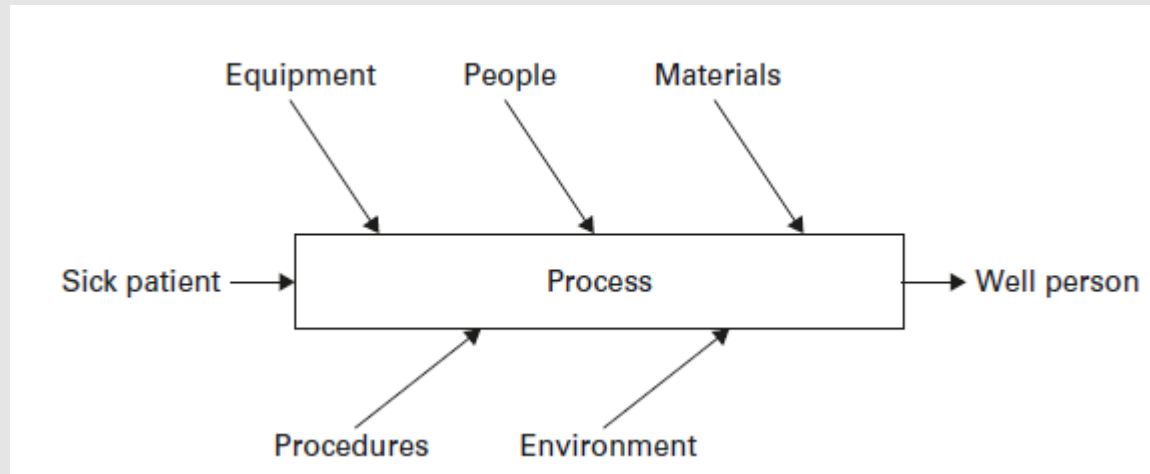 Equipment People Materials
Sick patient Process Well person
Procedures Environment